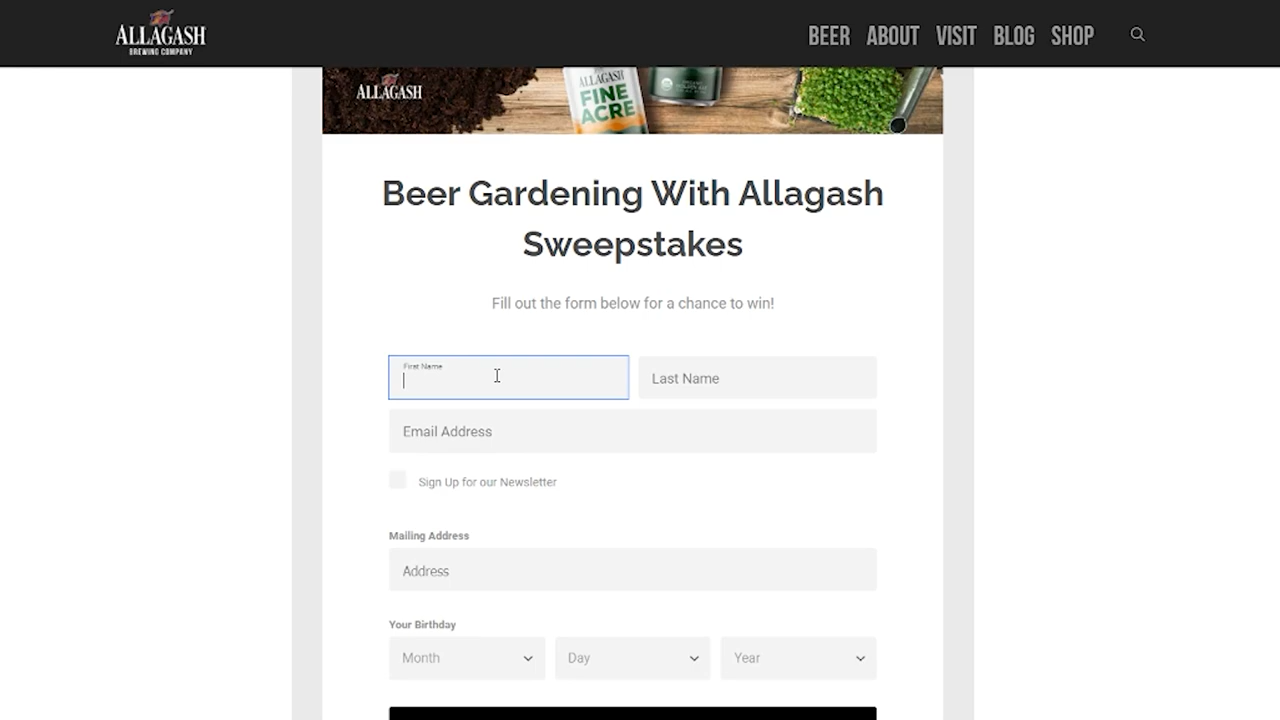 ALLAGASH
BREWING COMPANY
BEER ABOUT VISIT BLOG SHOP
ALLAGASH
ALLAGASH
FINE
ACRE
Beer Gardening With Allagash
Sweepstakes
Fill out the form below for a chance to win!
First Name
Last Name
Email Address
Sign Up for our Newsletter
Mailing Address
Address
Your Birthday
Month
Day
Year